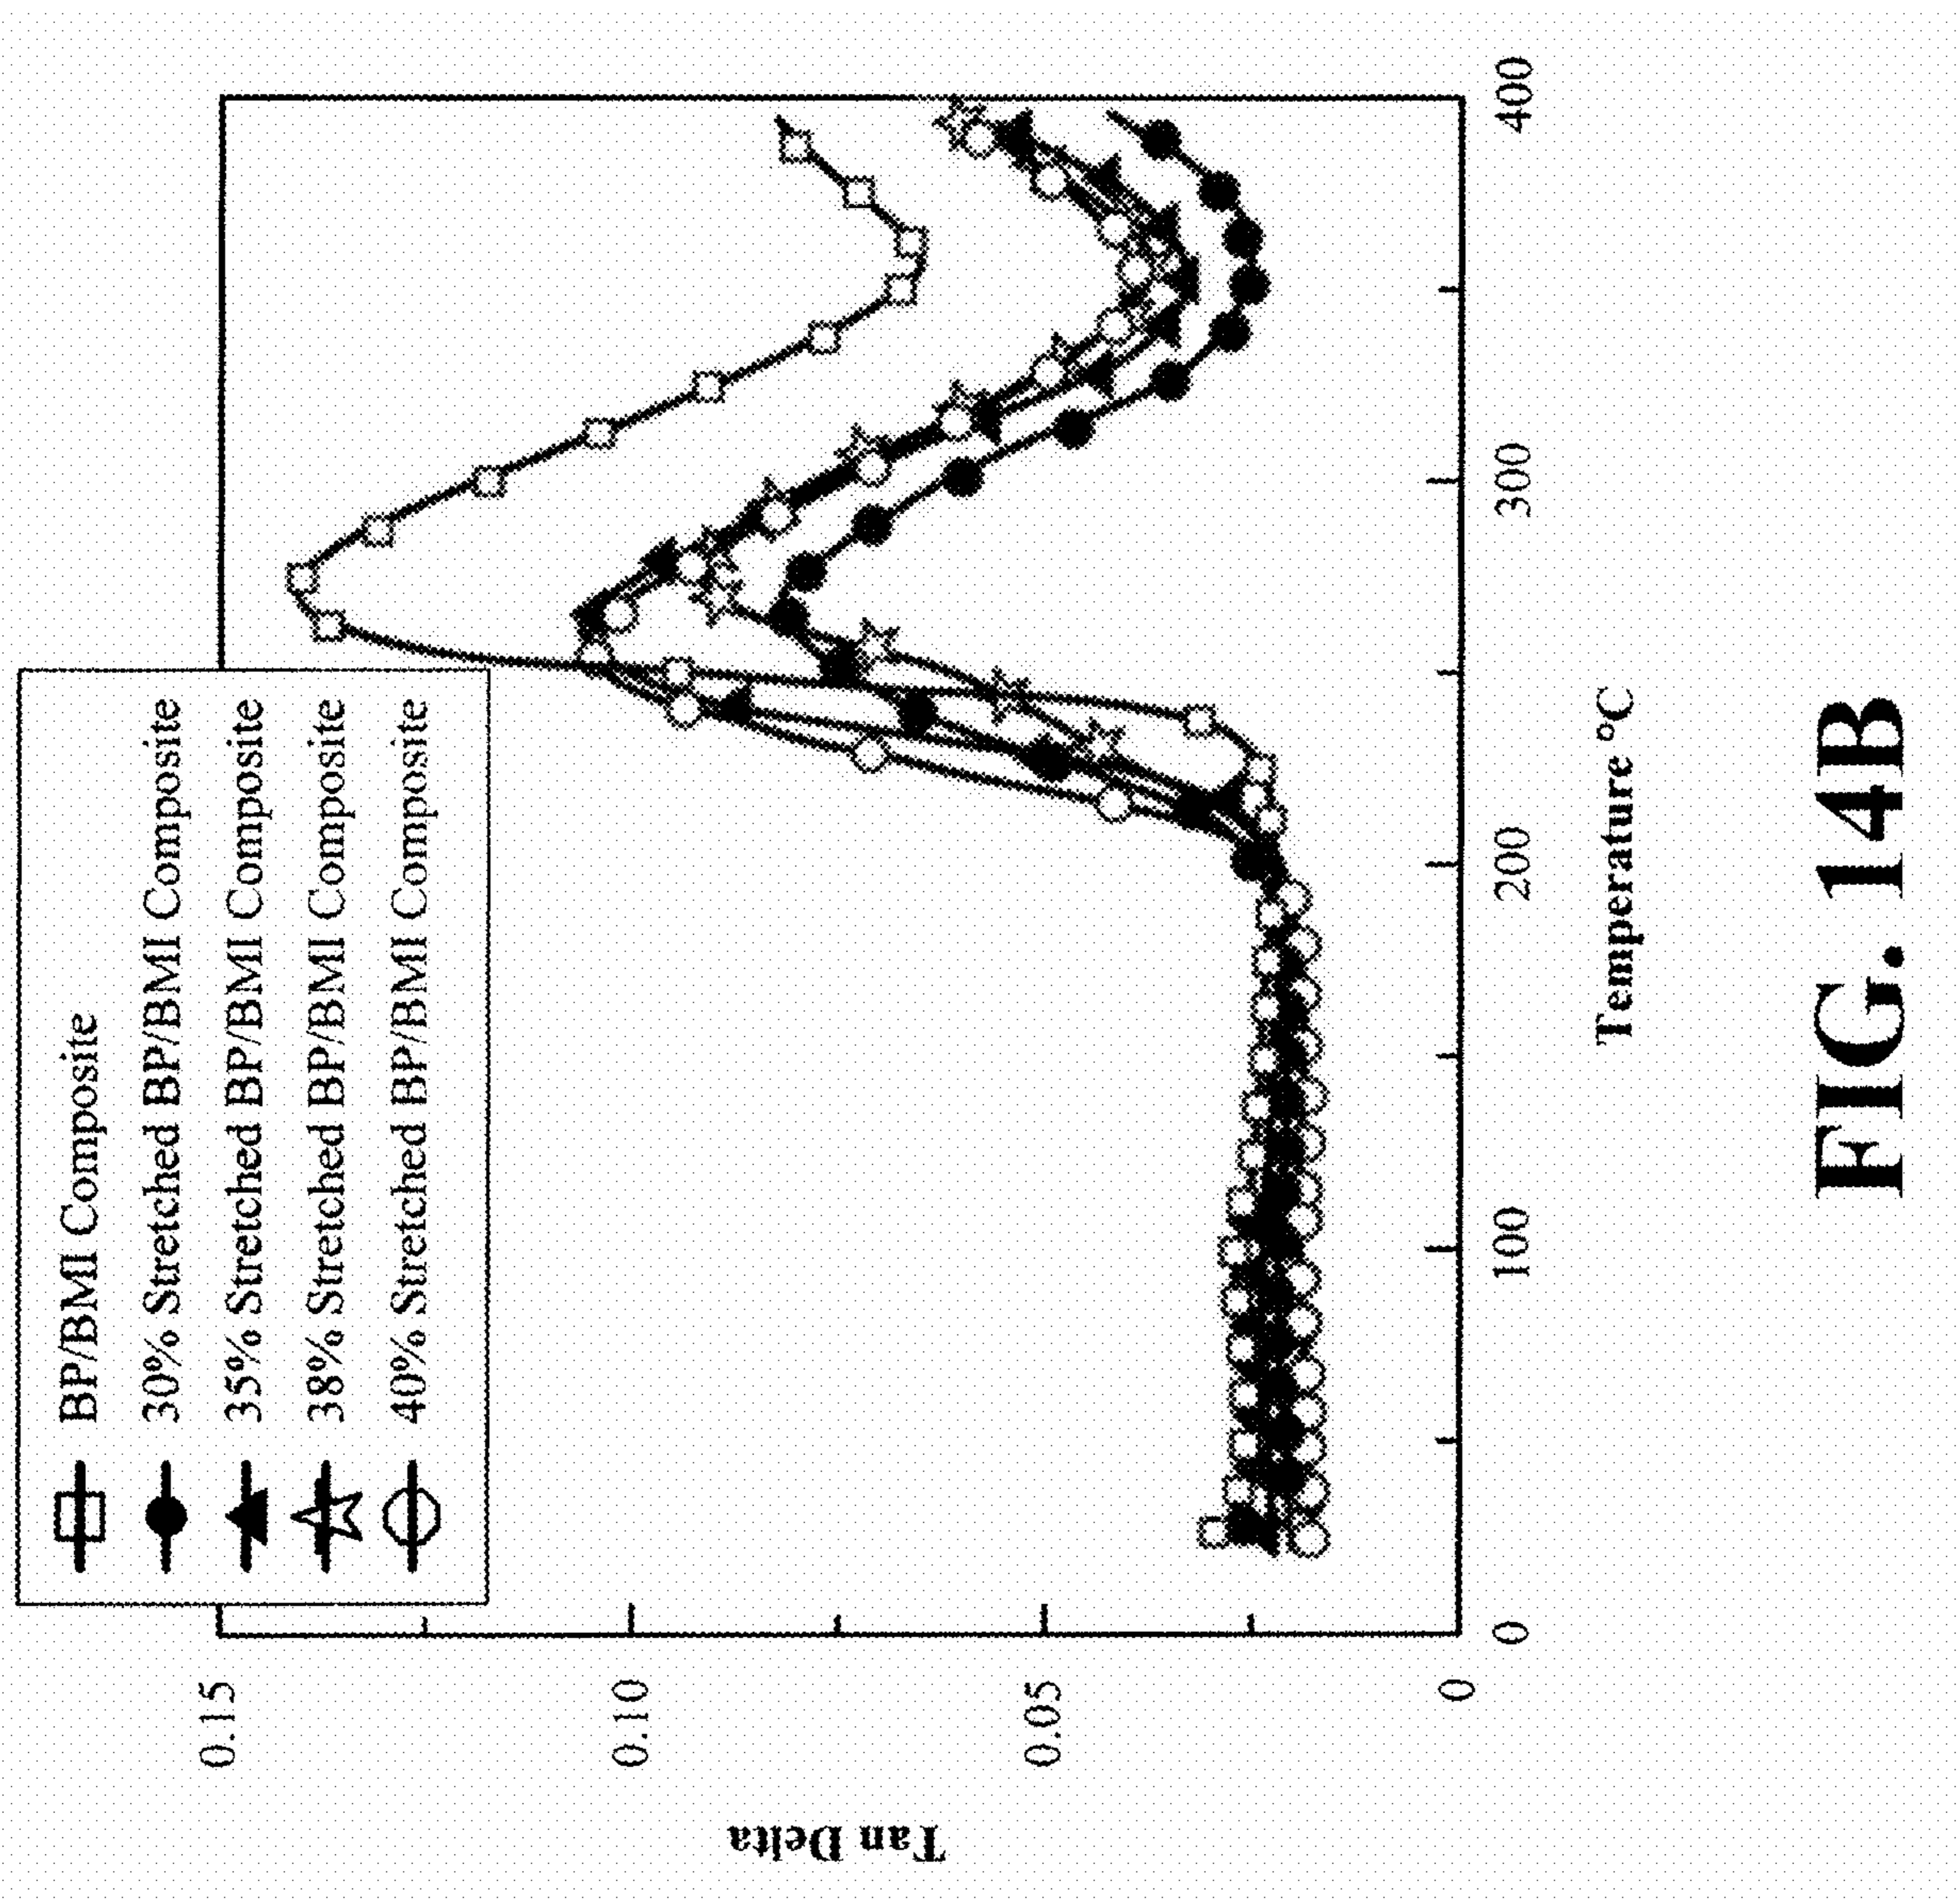 BP/BMI Composite
30% Stretched BP/BMI Composite
35% Stretched BP/BMI Composite
38% Stretched BP/BMI Composite
40% Stretched BP/BMI Composite
0.15
0.10
0.05
0
Tan Delta
0 100 200 300 400
Temperature °C
FIG. 14B